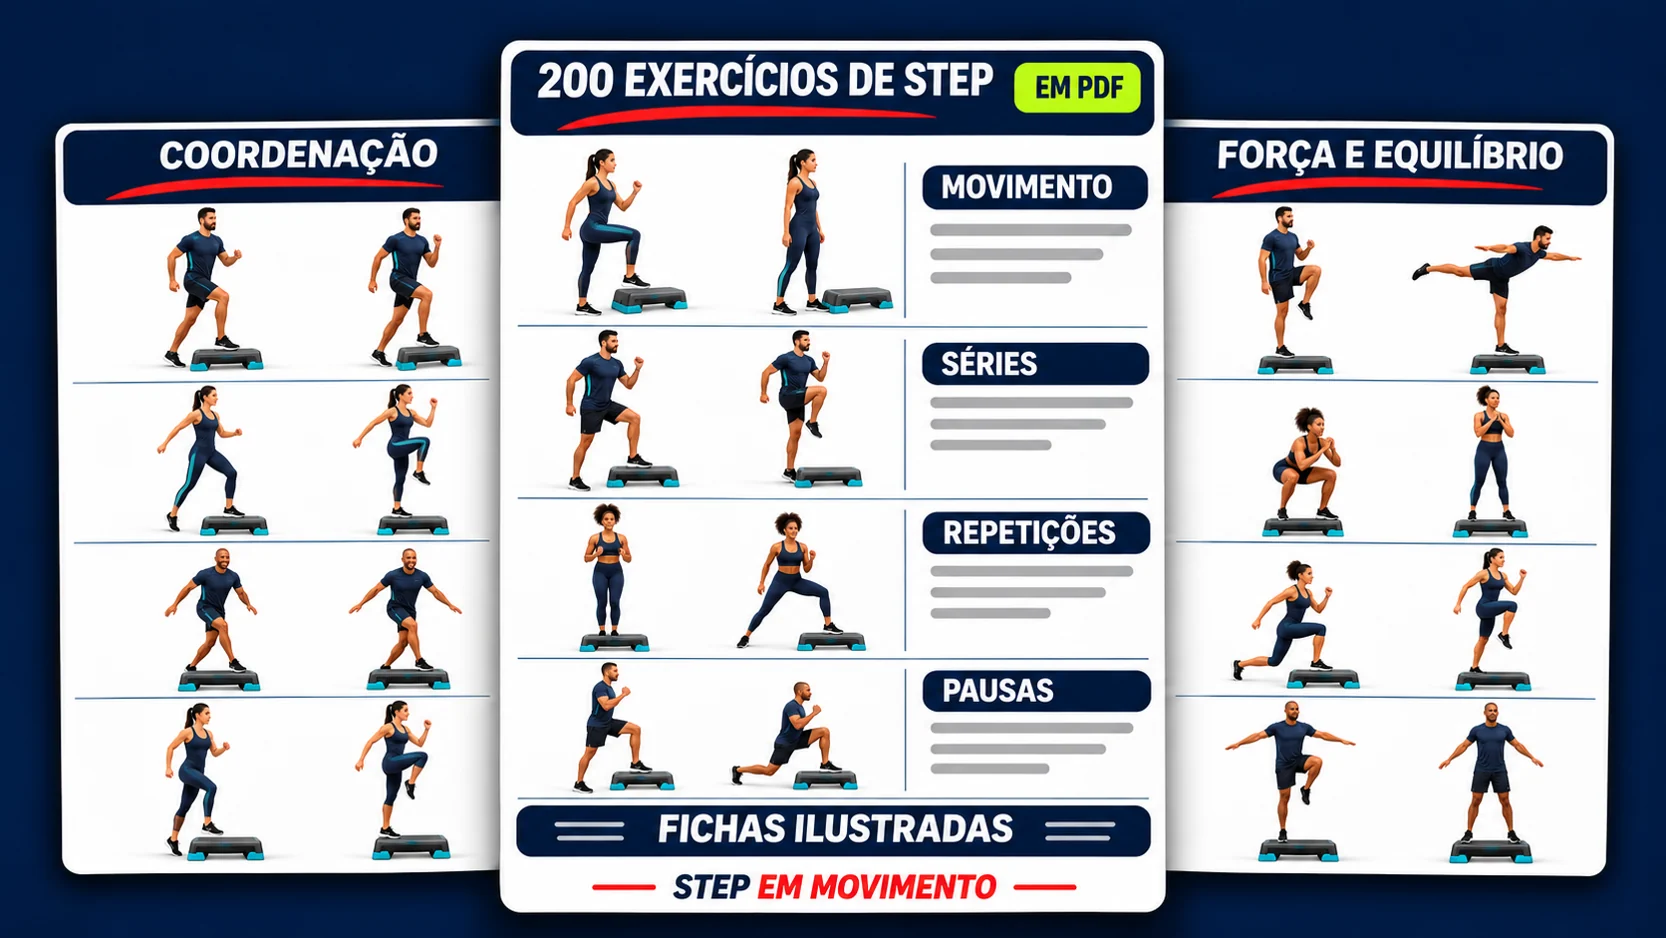 200 EXERCÍCIOS DE STEP
EM PDF
COORDENAÇÃO
FORÇA E EQUILÍBRIO
MOVIMENTO
SÉRIES
REPETIÇÕES
PAUSAS
FICHAS ILUSTRADAS
STEP EM MOVIMENTO